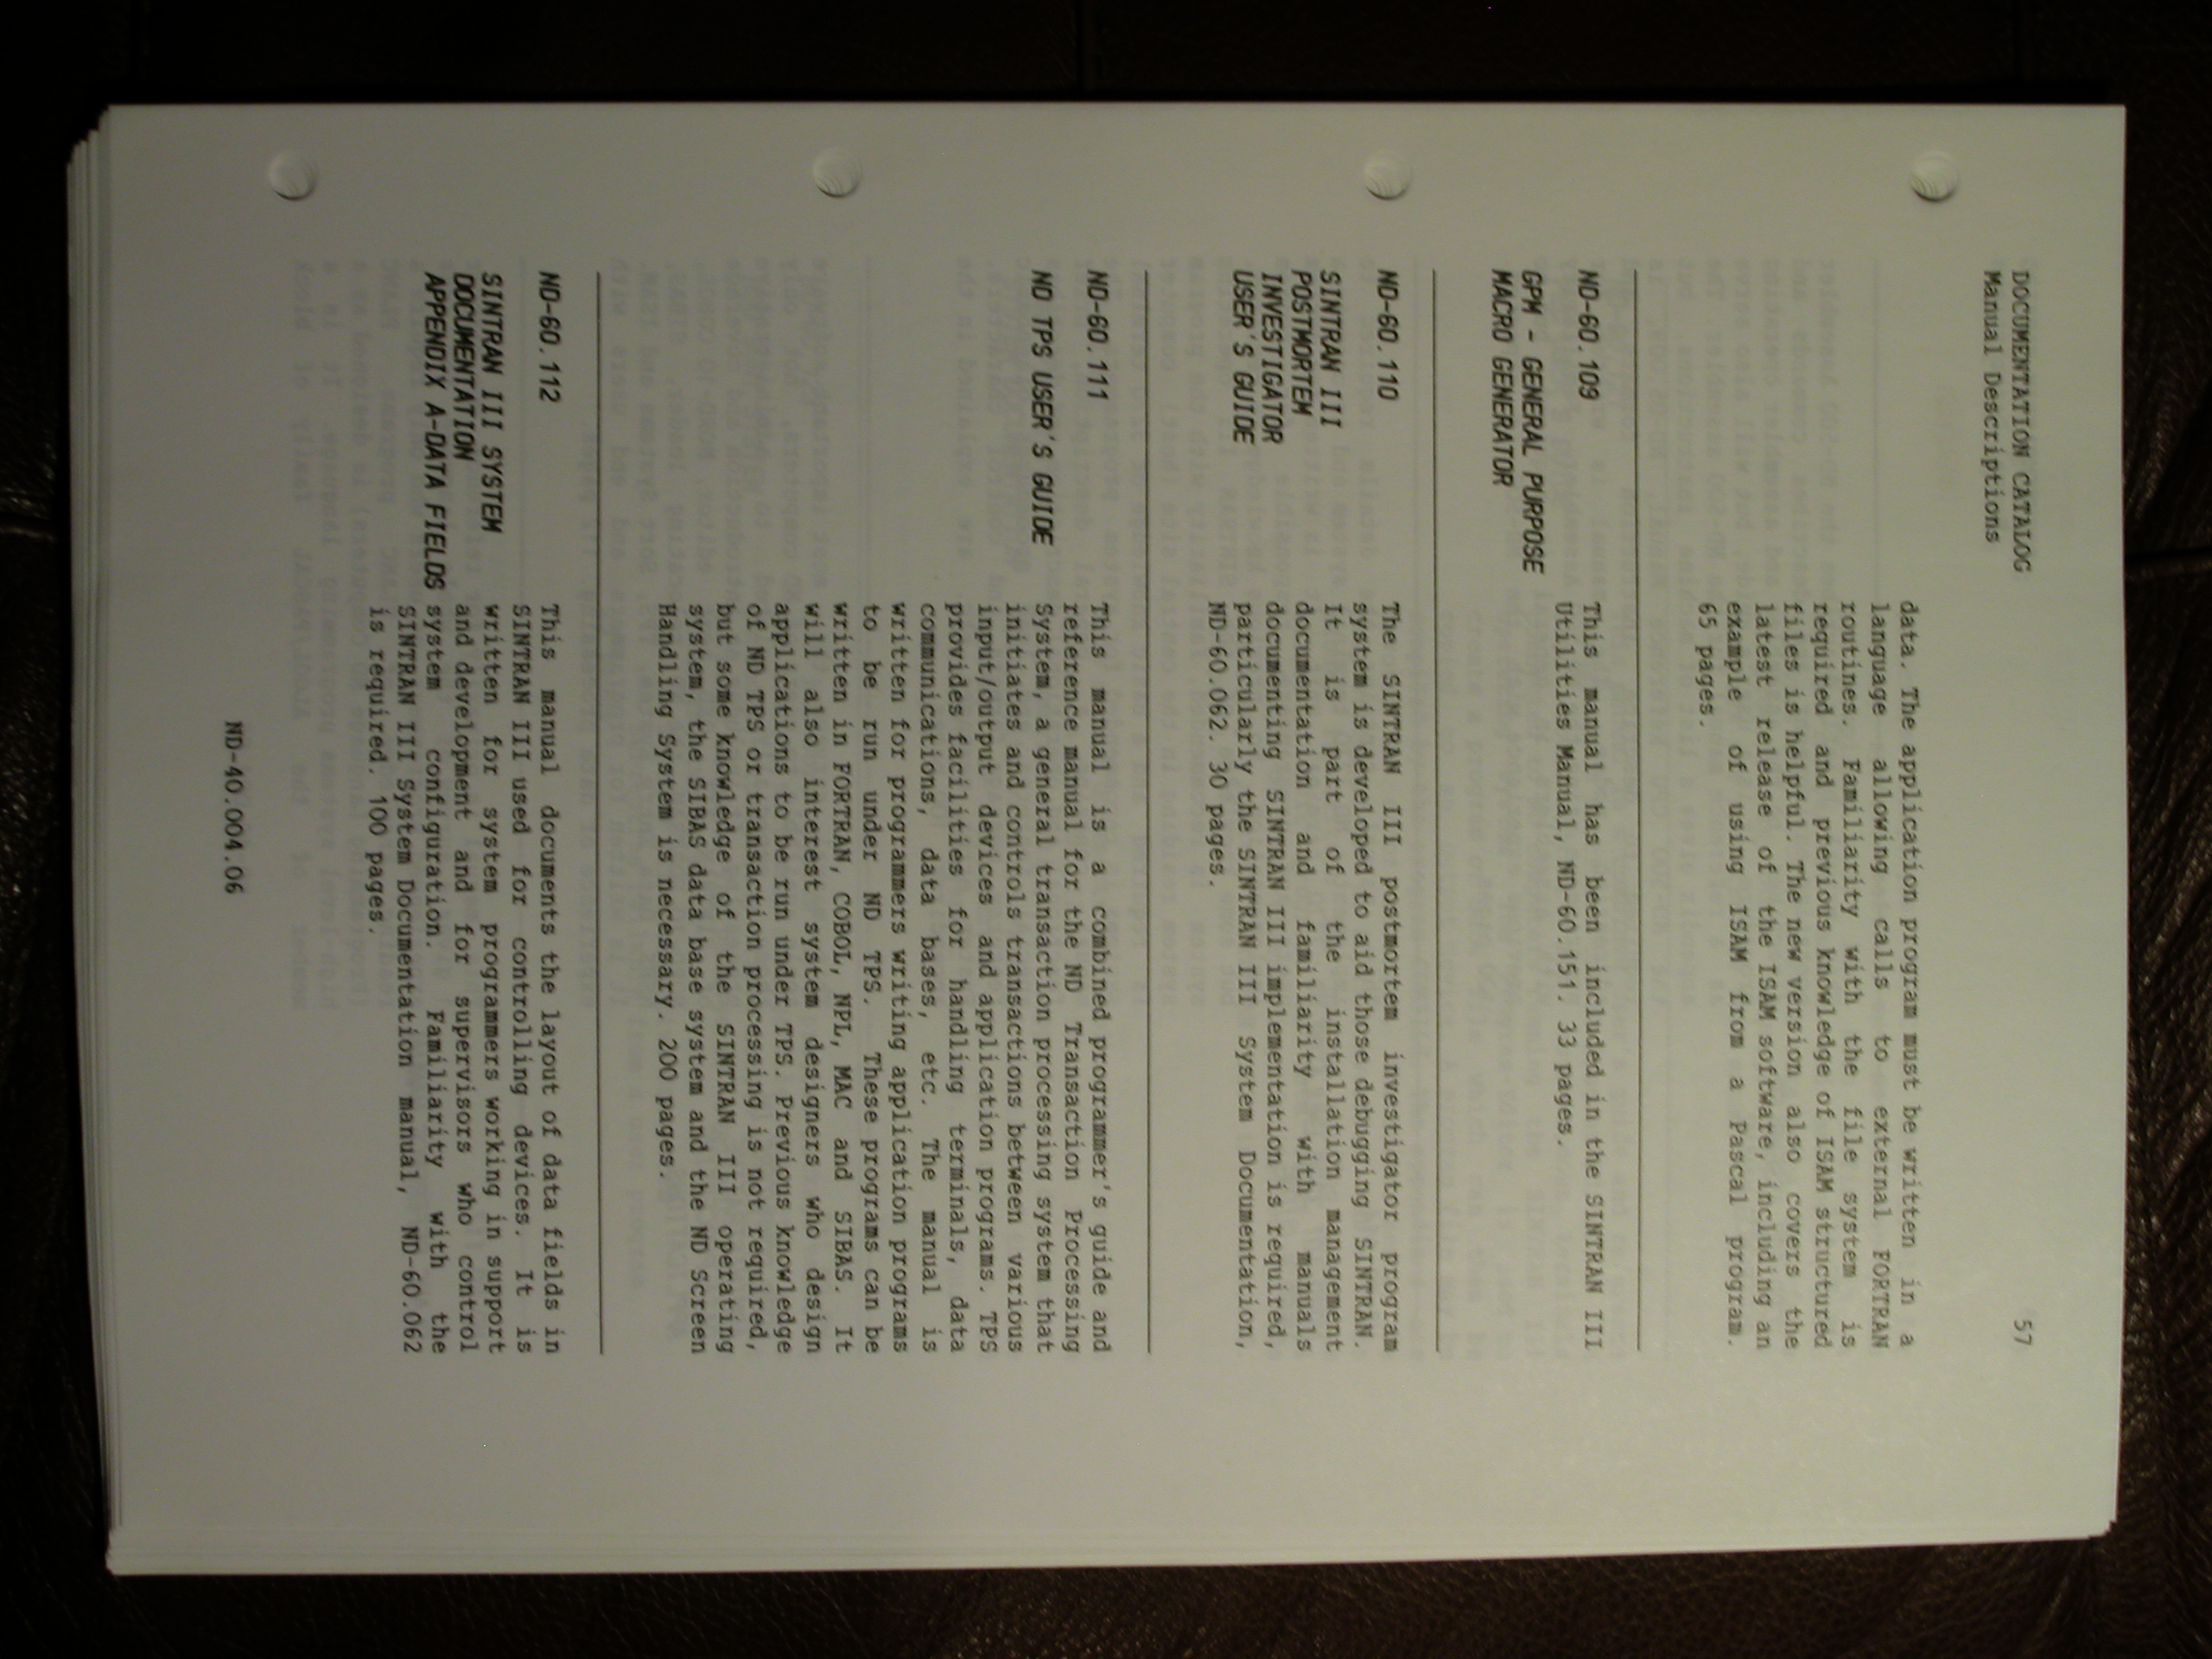 DOCUMENTATION CATALOG 57
Manual Descriptions
data. The application program must be written in a
language allowing calls to external FORTRAN
routines. Familiarity with the file system is
required and previous knowledge of ISAM structured
files is helpful. The new version also covers the
latest release of the ISAM software, including an
example of using ISAM from a Pascal program.
65 pages.
ND-60.109
This manual has been included in the SINTRAN III
Utilities Manual, ND-60.151. 33 pages.
GPM - GENERAL PURPOSE
MACRO GENERATOR
ND-60.110
SINTRAN III
POSTMORTEM
INVESTIGATOR
USER'S GUIDE
The SINTRAN III postmortem investigator program
system is developed to aid those debugging SINTRAN.
It is part of the installation management
documentation and familiarity with manuals
documenting SINTRAN III implementation is required,
particularly the SINTRAN III System Documentation,
ND-60.062. 30 pages.
ND-60.111
ND TPS USER'S GUIDE
This manual is a combined programmer's guide and
reference manual for the ND Transaction Processing
System, a general transaction processing system that
initiates and controls transactions between various
input/output devices and application programs. TPS
provides facilities for handling terminals, data
communications, data bases, etc. The manual is
written for programmers writing application programs
to be run under ND TPS. These programs can be
written in FORTRAN, COBOL, NPL, MAC and SIBAS. It
will also interest system designers who design
applications to be run under TPS. Previous knowledge
of ND TPS or transaction processing is not required,
but some knowledge of the SINTRAN III operating
system, the SIBAS data base system and the ND Screen
Handling System is necessary. 200 pages.
ND-60.112
SINTRAN III SYSTEM
DOCUMENTATION
APPENDIX A-DATA FIELDS
This manual documents the layout of data fields in
SINTRAN III used for controlling devices. It is
written for system programmers working in support
and development and for supervisors who control
system configuration. Familiarity with the
SINTRAN III System Documentation manual, ND-60.062
is required. 100 pages.
ND-40.004.06